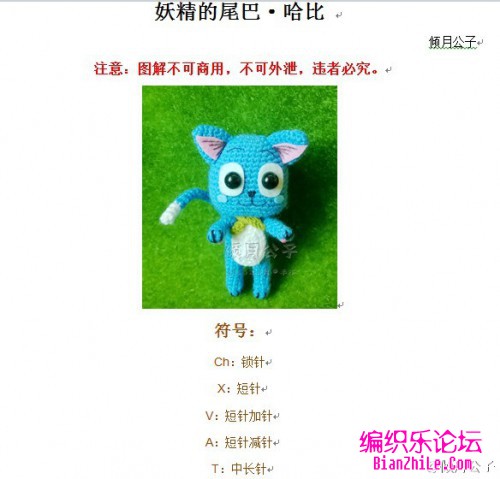 妖精的尾巴·哈比
倾月公子
注意：图解不可商用，不可外泄，违者必究。
倾月公子
符号：
Ch：锁针
X：短针
V：短针加针
A：短针减针
T：中长针
编织乐论坛
BianZhiLe.Com